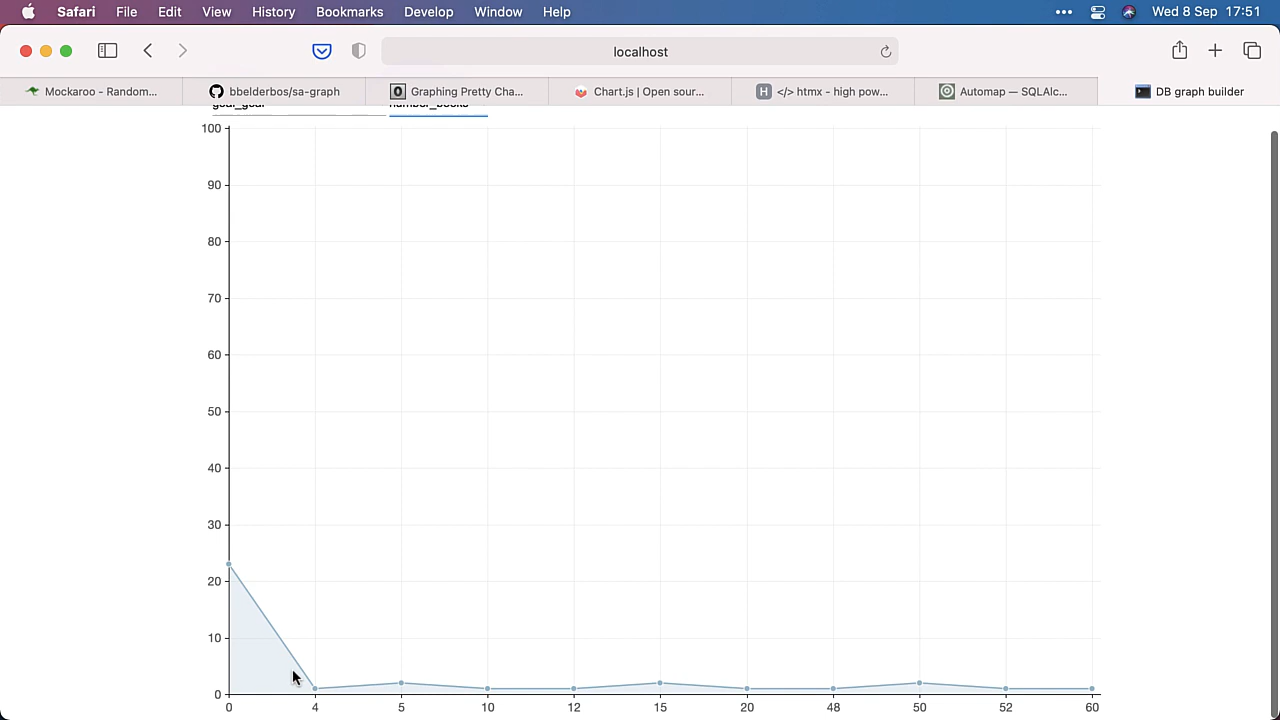 Safari File Edit View History Bookmarks Develop Window Help ••• Wed 8 Sep 17:51
localhost
Mockaroo - Random... bbelderbos/sa-graph Graphing Pretty Cha... Chart.js | Open sour... </> htmx - high pow... Automap — SQLAlc... DB graph builder
goal_goal number_books
100
90
80
70
60
50
40
30
20
10
0
0 4 5 10 12 15 20 48 50 52 60